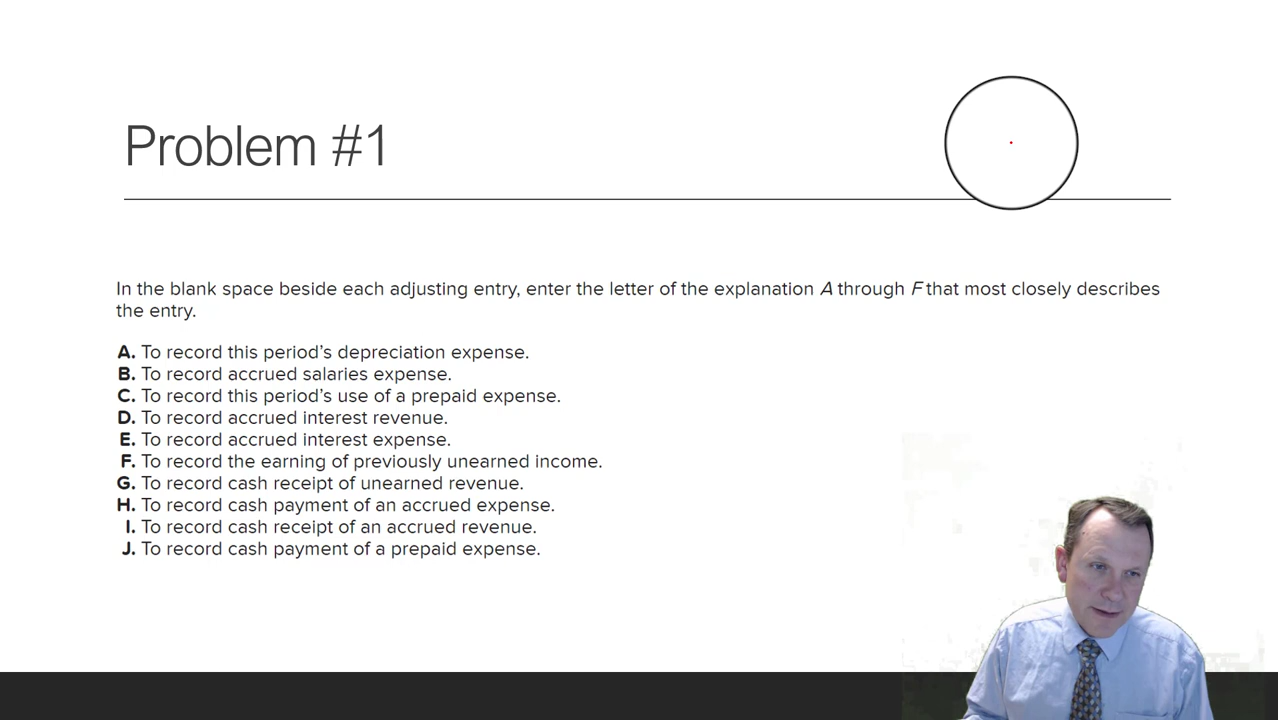 Problem #1
In the blank space beside each adjusting entry, enter the letter of the explanation A through F that most closely describes
the entry.
A. To record this period’s depreciation expense.
B. To record accrued salaries expense.
C. To record this period’s use of a prepaid expense.
D. To record accrued interest revenue.
E. To record accrued interest expense.
F. To record the earning of previously unearned income.
G. To record cash receipt of unearned revenue.
H. To record cash payment of an accrued expense.
I. To record cash receipt of an accrued revenue.
J. To record cash payment of a prepaid expense.